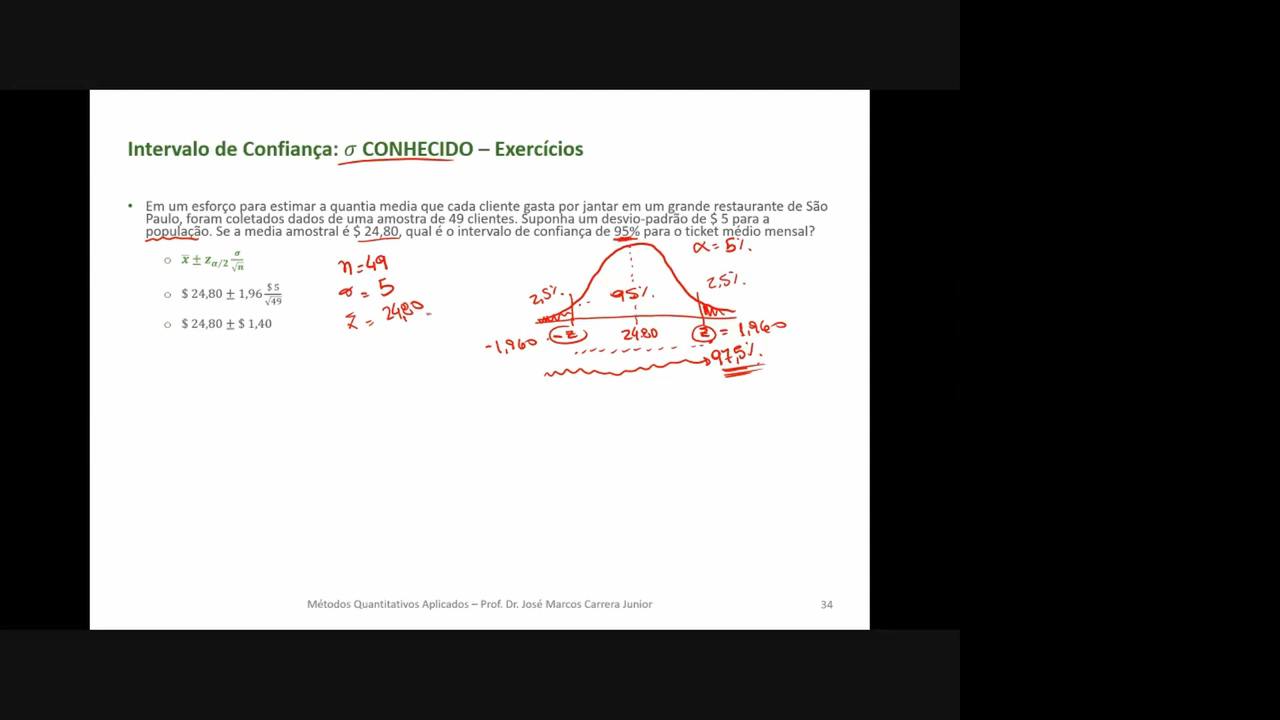 Intervalo de Confiança: σ CONHECIDO – Exercícios
• Em um esforço para estimar a quantia media que cada cliente gasta por jantar em um grande restaurante de São
Paulo, foram coletados dados de uma amostra de 49 clientes. Suponha um desvio-padrão de $ 5 para a
população. Se a media amostral é $ 24,80, qual é o intervalo de confiança de 95% para o ticket médio mensal?
x̄ ± z_{α/2} σ/√n
$ 24,80 ± 1,96 $ 5/√49
$ 24,80 ± $ 1,40
n = 49
σ = 5
x̄ = 24,80
α = 5%.
2,5%.
95%.
2,5%.
-z
24,80
z = 1,960
-1,960
97,5%.
Métodos Quantitativos Aplicados – Prof. Dr. José Marcos Carrera Junior
34